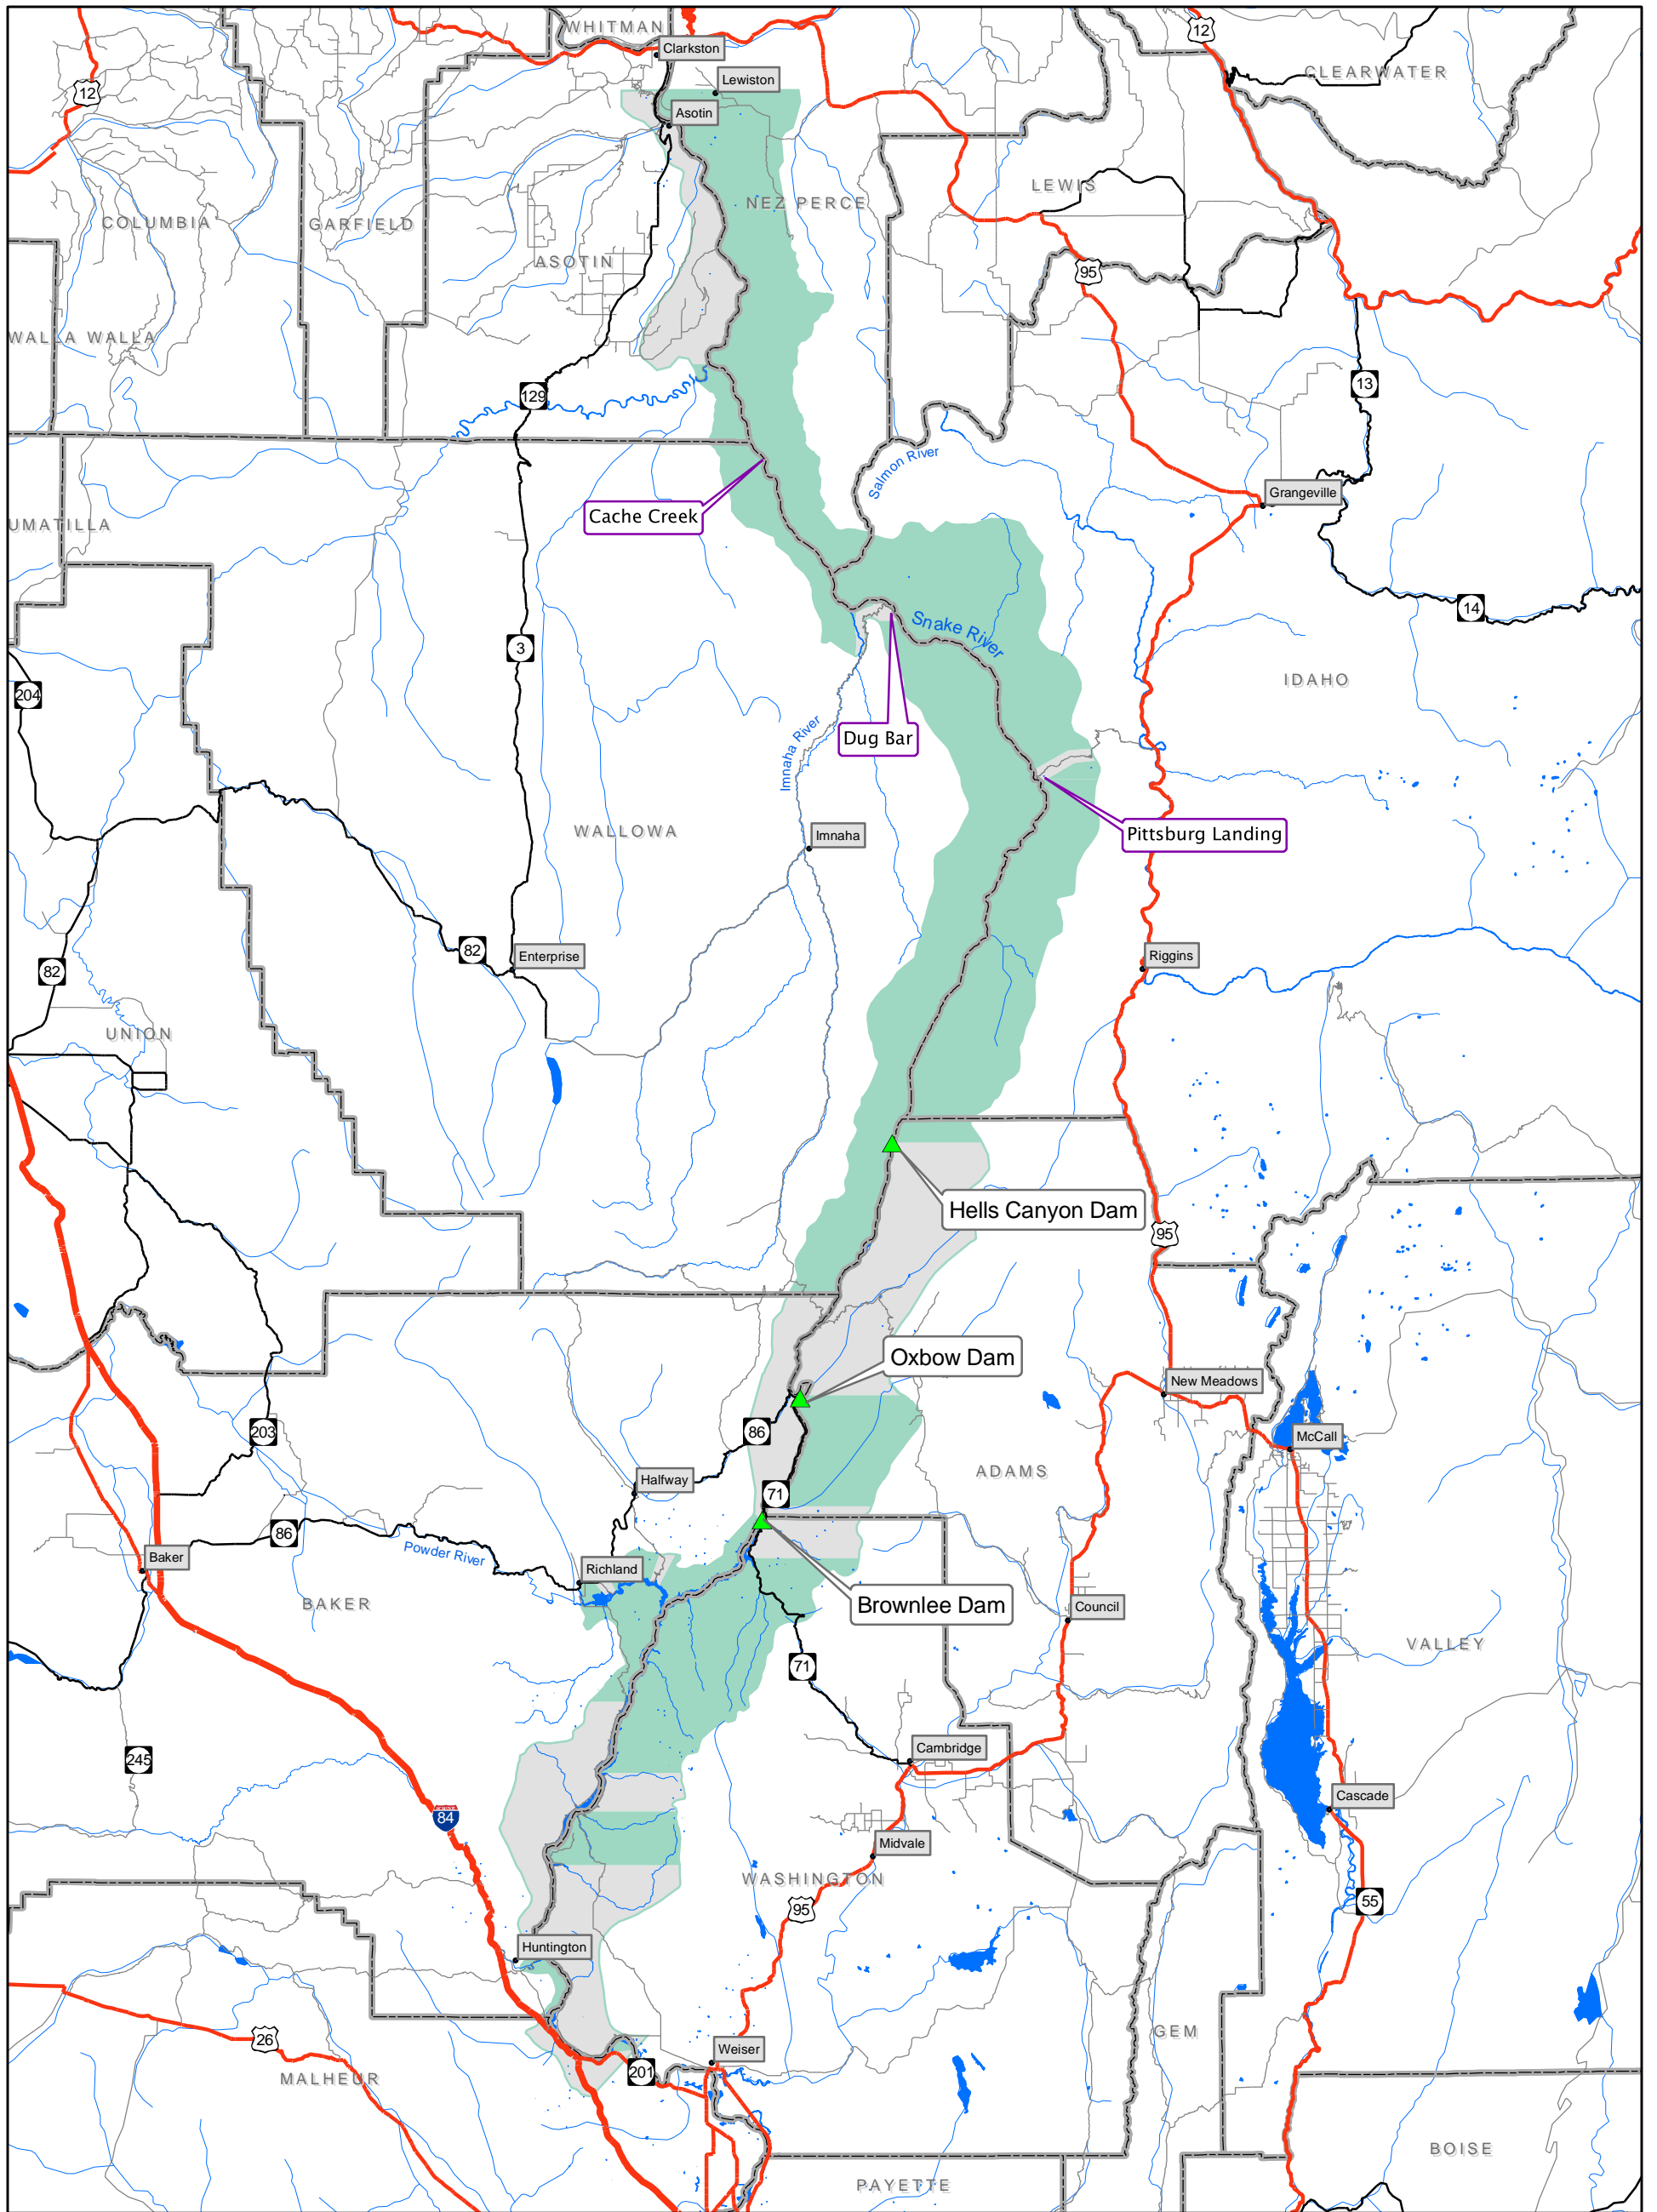 WHITMAN
12
Clarkston
CLEARWATER
Lewiston
12
Asotin
LEWIS
NEZ PERCE
COLUMBIA
GARFIELD
ASOTIN
95
WALLA WALLA
13
129
Salmon River
Grangeville
Cache Creek
UMATILLA
14
Snake River
3
IDAHO
204
Dug Bar
Imnaha River
WALLOWA
Imnaha
Pittsburg Landing
82
Enterprise
Riggins
82
UNION
Hells Canyon Dam
95
Oxbow Dam
New Meadows
203
86
McCall
Halfway
ADAMS
71
86
Powder River
Baker
Richland
BAKER
Brownlee Dam
Council
VALLEY
71
245
Cambridge
84
Cascade
Midvale
WASHINGTON
95
55
Huntington
26
GEM
Weiser
201
MALHEUR
BOISE
PAYETTE